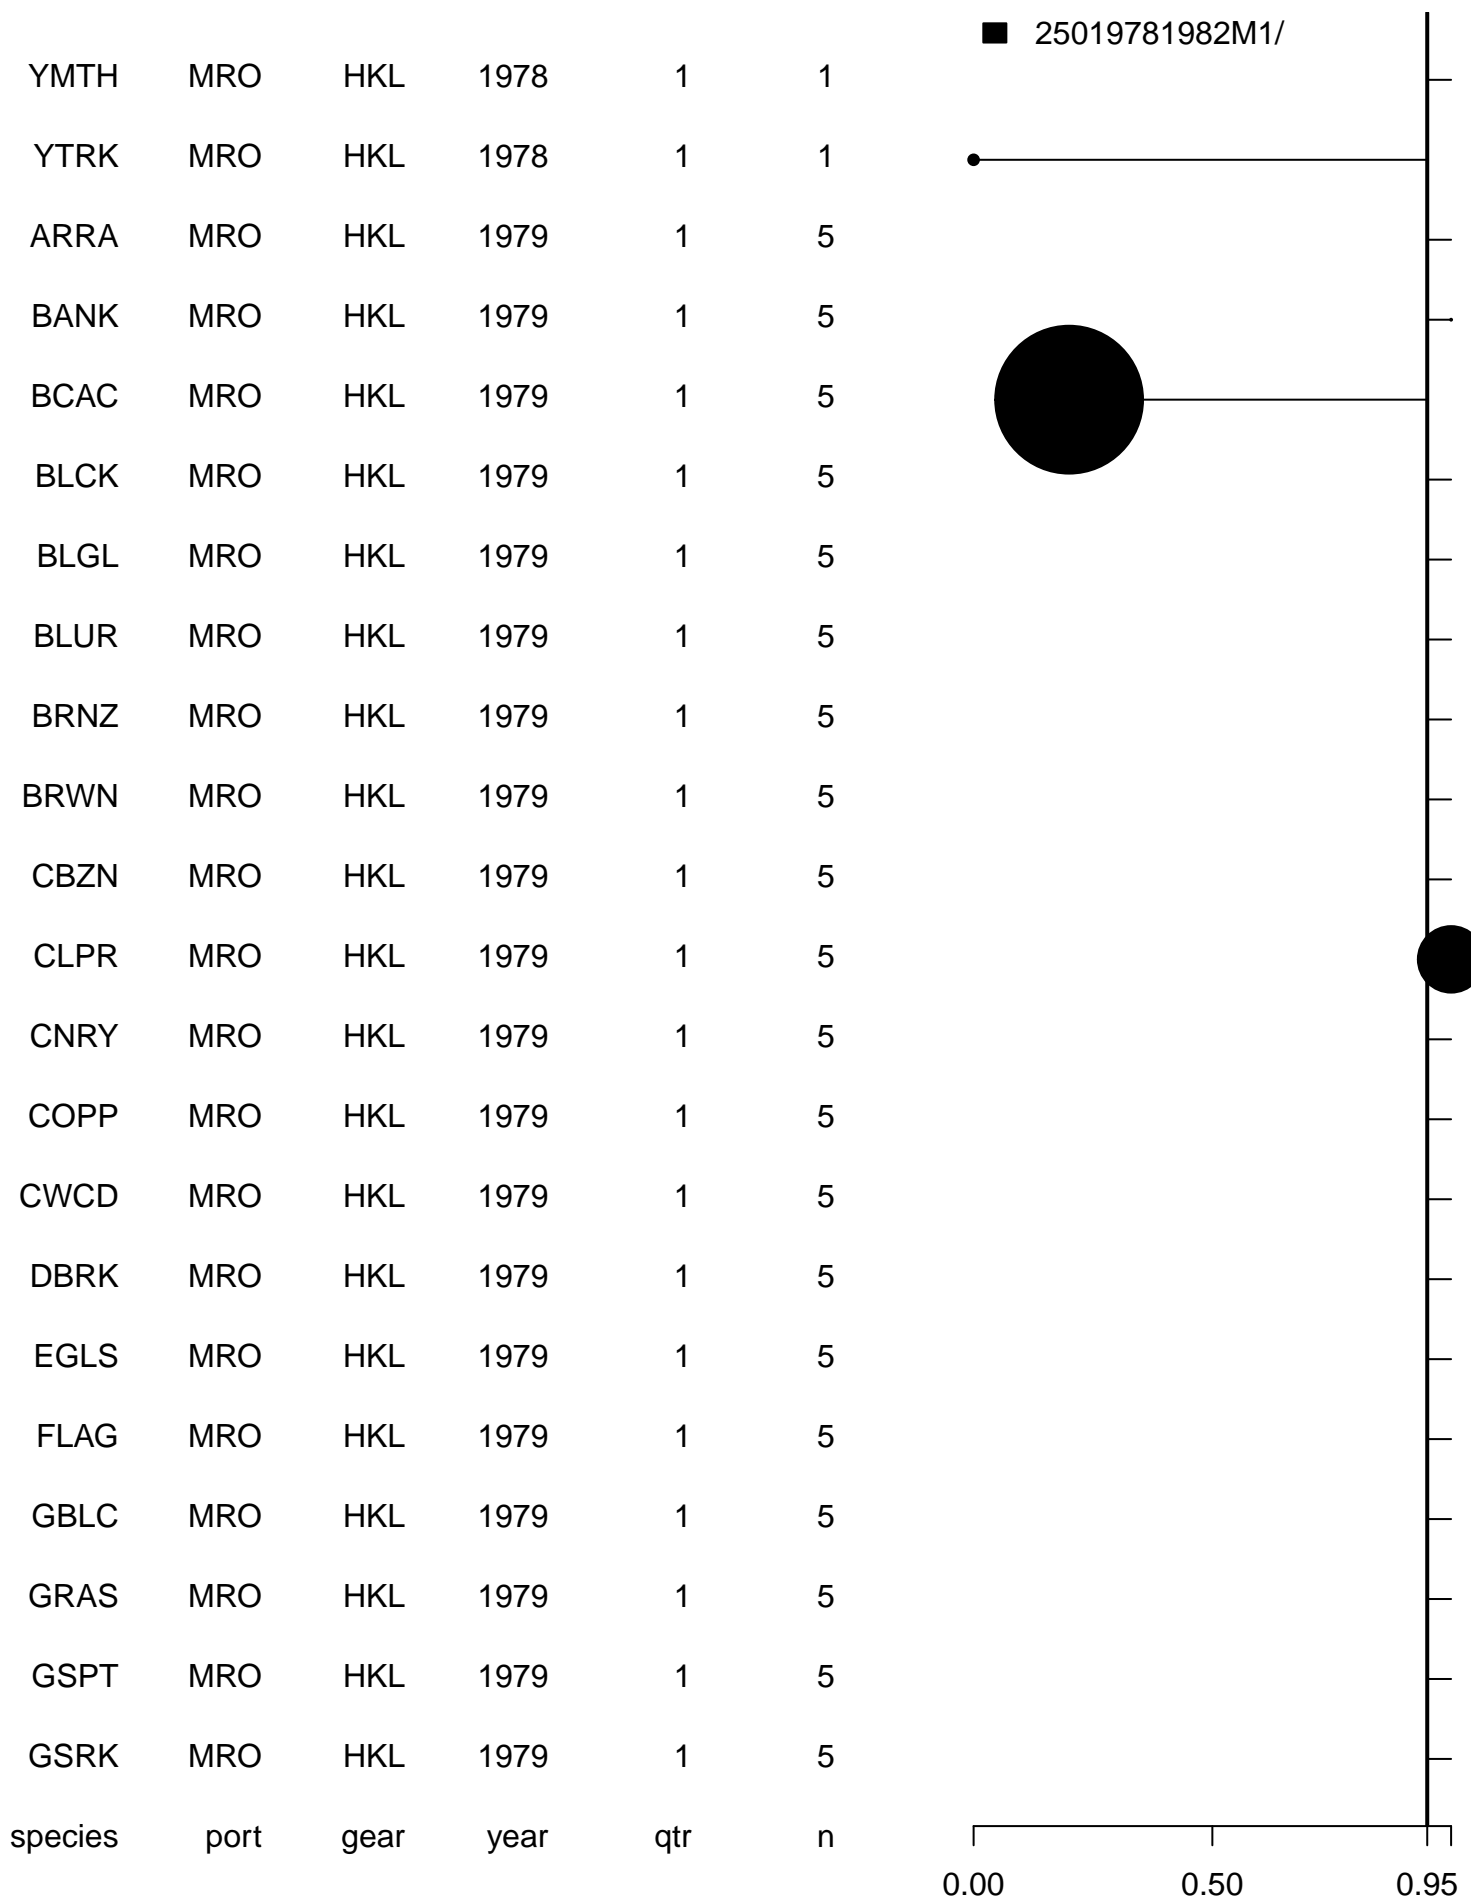 25019781982M1/
YMTH MRO HKL 1978 1 1
YTRK MRO HKL 1978 1 1
ARRA MRO HKL 1979 1 5
BANK MRO HKL 1979 1 5
BCAC MRO HKL 1979 1 5
BLCK MRO HKL 1979 1 5
BLGL MRO HKL 1979 1 5
BLUR MRO HKL 1979 1 5
BRNZ MRO HKL 1979 1 5
BRWN MRO HKL 1979 1 5
CBZN MRO HKL 1979 1 5
CLPR MRO HKL 1979 1 5
CNRY MRO HKL 1979 1 5
COPP MRO HKL 1979 1 5
CWCD MRO HKL 1979 1 5
DBRK MRO HKL 1979 1 5
EGLS MRO HKL 1979 1 5
FLAG MRO HKL 1979 1 5
GBLC MRO HKL 1979 1 5
GRAS MRO HKL 1979 1 5
GSPT MRO HKL 1979 1 5
GSRK MRO HKL 1979 1 5
species port gear year qtr n
0.00 0.50 0.95